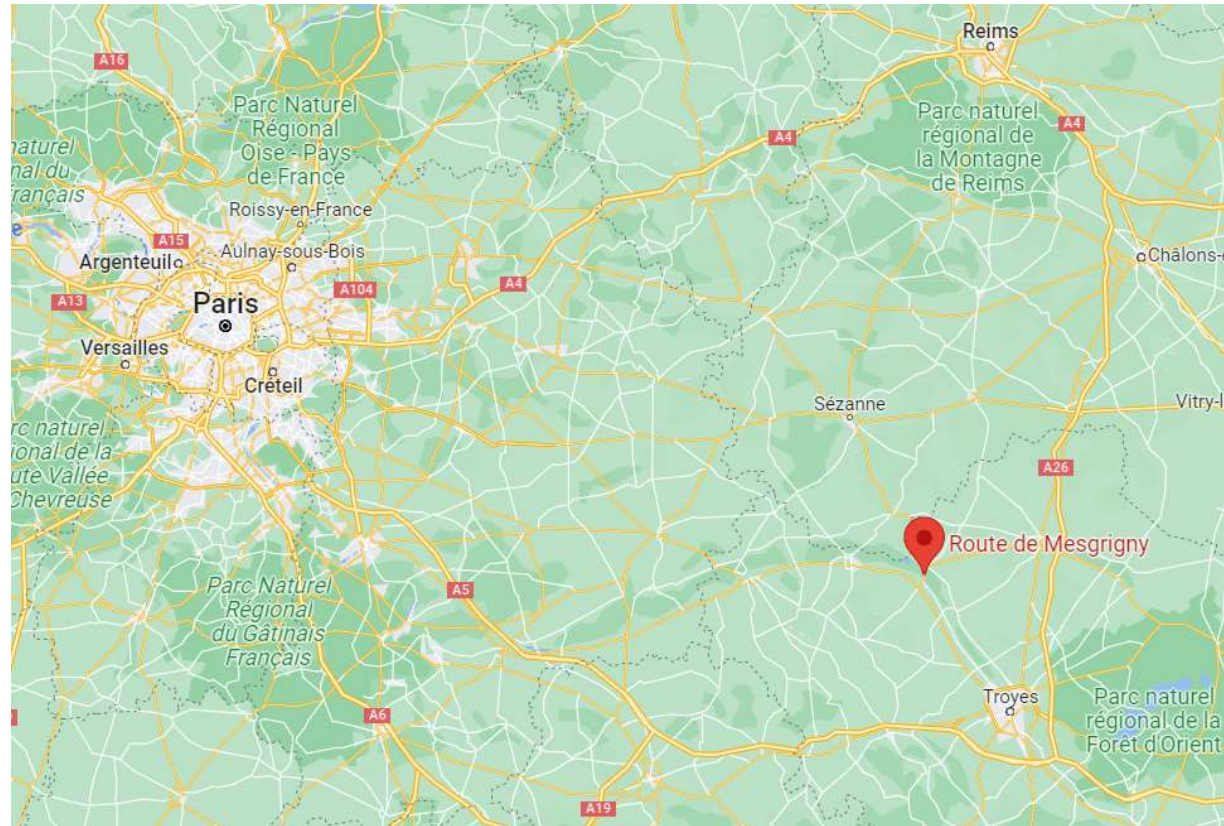 Reims
A16
Parc Naturel
Régional
Oise - Pays
de France
A4
Parc naturel
régional de
la Montagne
de Reims
A4
naturel
nal du
français
Roissy-en-France
A15
Argenteuil
Aulnay-sous-Bois
Châlons-
A13
A104
A4
Paris
Versailles
Créteil
Sézanne
Vitry-l
rc naturel
ional de la
ute Vallée
Chevreuse
A26
Route de Mesgrigny
Parc Naturel
Régional
du Gâtinais
Français
A5
Troyes
Parc naturel
régional de la
Forêt d'Orient
A6
A19